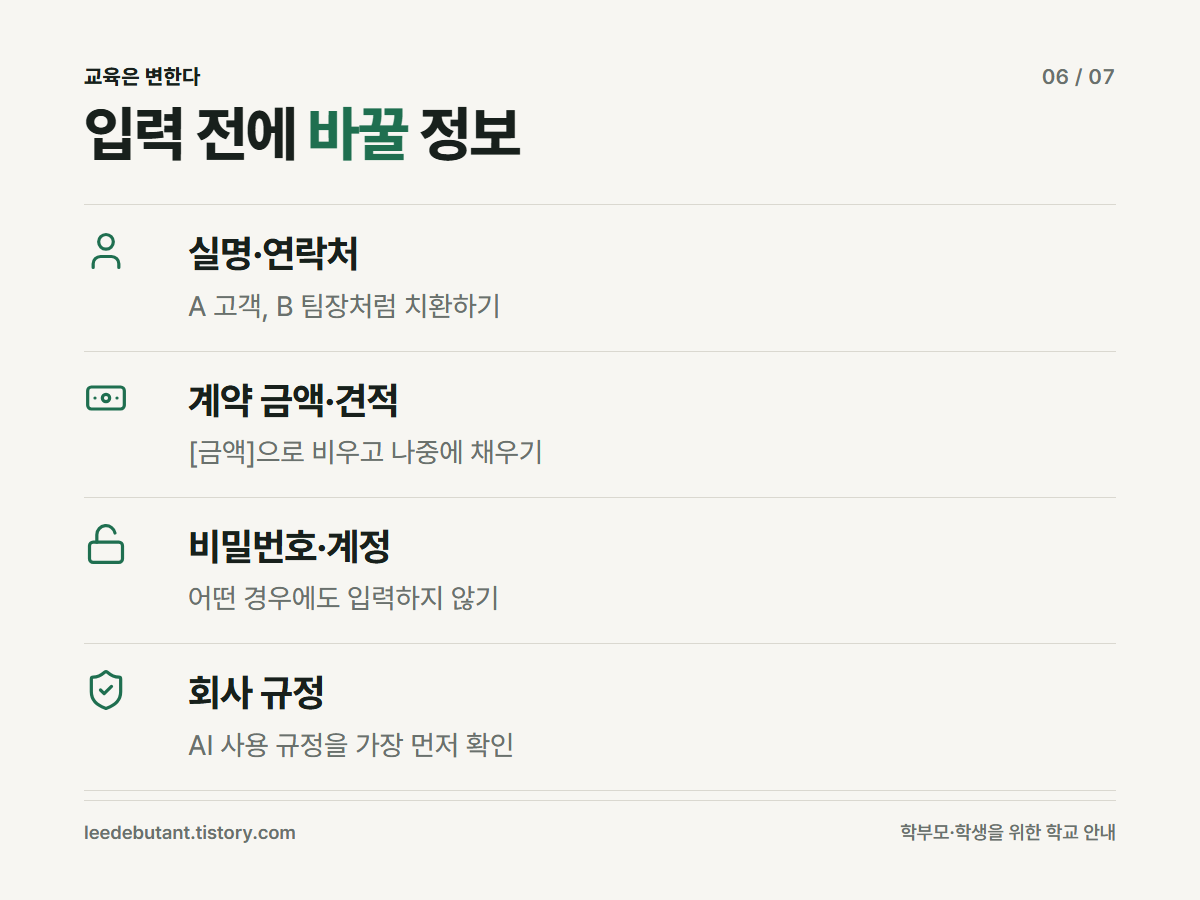 교육은 변한다
06 / 07
입력 전에 바꿀 정보
실명·연락처
A 고객, B 팀장처럼 치환하기
계약 금액·견적
[금액]으로 비우고 나중에 채우기
비밀번호·계정
어떤 경우에도 입력하지 않기
회사 규정
AI 사용 규정을 가장 먼저 확인
leedebutant.tistory.com
학부모·학생을 위한 학교 안내